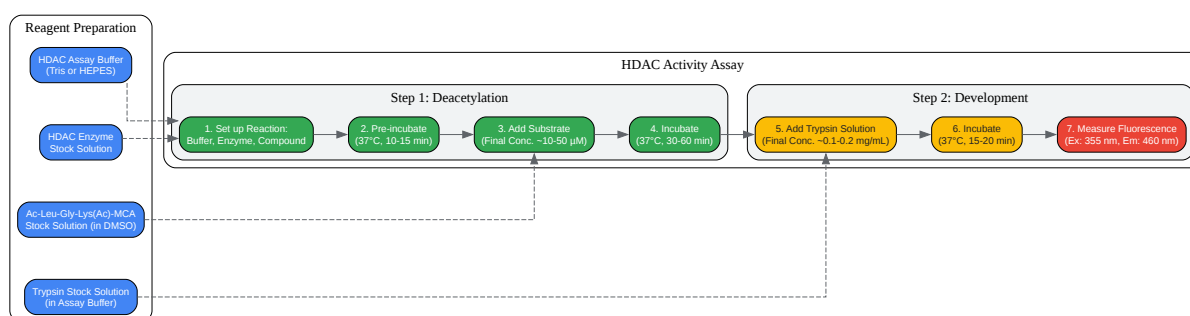 Reagent Preparation
HDAC Assay Buffer
(Tris or HEPES)
HDAC Enzyme
Stock Solution
Ac-Leu-Gly-Lys(Ac)-MCA
Stock Solution (in DMSO)
Trypsin Stock Solution
(in Assay Buffer)
HDAC Activity Assay
Step 1: Deacetylation
1. Set up Reaction:
Buffer, Enzyme, Compound
2. Pre-incubate
(37°C, 10-15 min)
3. Add Substrate
(Final Conc. ~10-50 µM)
4. Incubate
(37°C, 30-60 min)
Step 2: Development
5. Add Trypsin Solution
(Final Conc. ~0.1-0.2 mg/mL)
6. Incubate
(37°C, 15-20 min)
7. Measure Fluorescence
(Ex: 355 nm, Em: 460 nm)